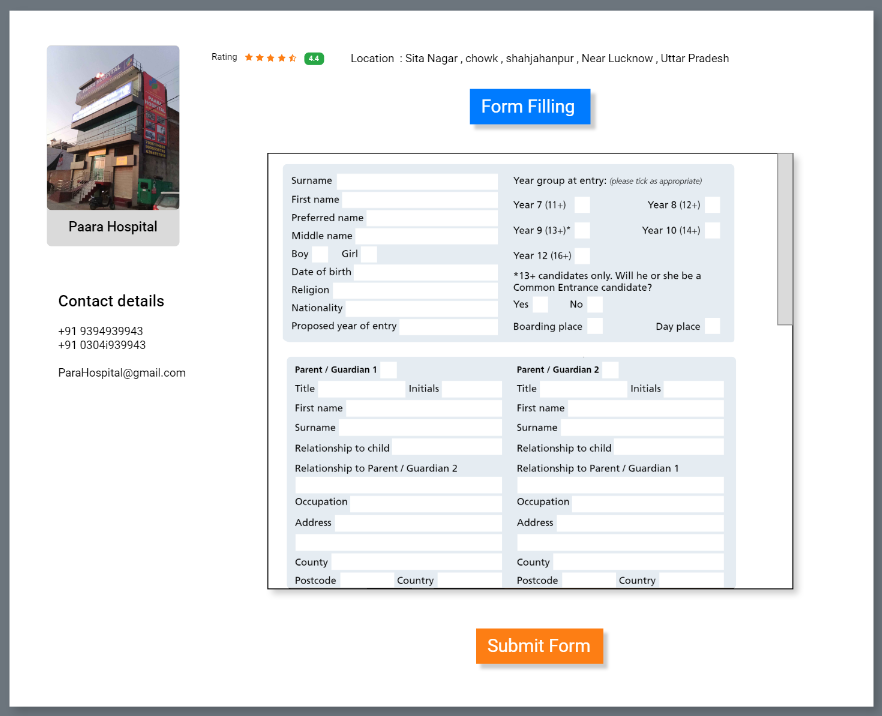 Rating 4.4 Location : Sita Nagar , chowk , shahjahanpur , Near Lucknow , Uttar Pradesh
Form Filling
Paara Hospital
Contact details
+91 9394939943
+91 0304i939943
ParaHospital@gmail.com
Surname
First name
Preferred name
Middle name
Boy Girl
Date of birth
Religion
Nationality
Proposed year of entry
Year group at entry: (please tick as appropriate)
Year 7 (11+) Year 8 (12+)
Year 9 (13+)* Year 10 (14+)
Year 12 (16+)
*13+ candidates only. Will he or she be a
Common Entrance candidate?
Yes No
Boarding place Day place
Parent / Guardian 1
Title Initials
First name
Surname
Relationship to child
Relationship to Parent / Guardian 2
Occupation
Address
County
Postcode Country
Parent / Guardian 2
Title Initials
First name
Surname
Relationship to child
Relationship to Parent / Guardian 1
Occupation
Address
County
Postcode Country
Submit Form